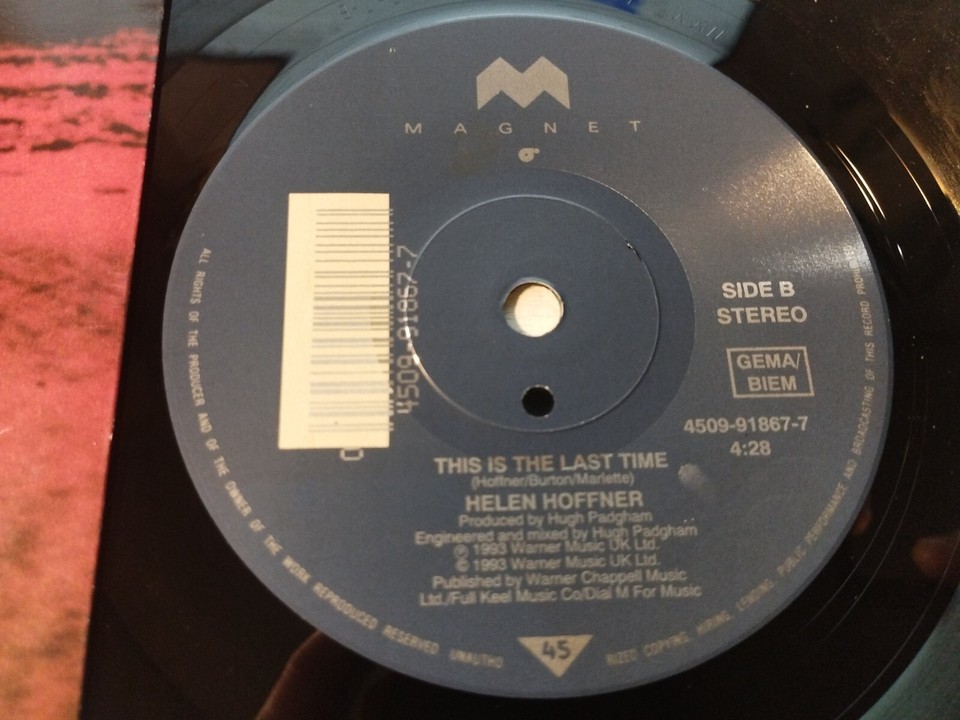 MAGNET
SIDE B
STEREO
GEMA/
BIEM
4509-91867-7
4:28
4509-91867-7
THIS IS THE LAST TIME
(Hoffner/Burton/Marlette)
HELEN HOFFNER
Produced by Hugh Padgham
Engineered and mixed by Hugh Padgham
℗ 1993 Warner Music UK Ltd.
© 1993 Warner Music UK Ltd.
Published by Warner Chappell Music
Ltd./Full Keel Music Co/Dial M For Music
45
ALL RIGHTS OF THE PRODUCER AND OF THE OWNER OF THE WORK REPRODUCED RESERVED UNAUTHO
RIZED COPYING, HIRING, LENDING, PUBLIC PERFORMANCE AND BROADCASTING OF THIS RECORD PROHIBI